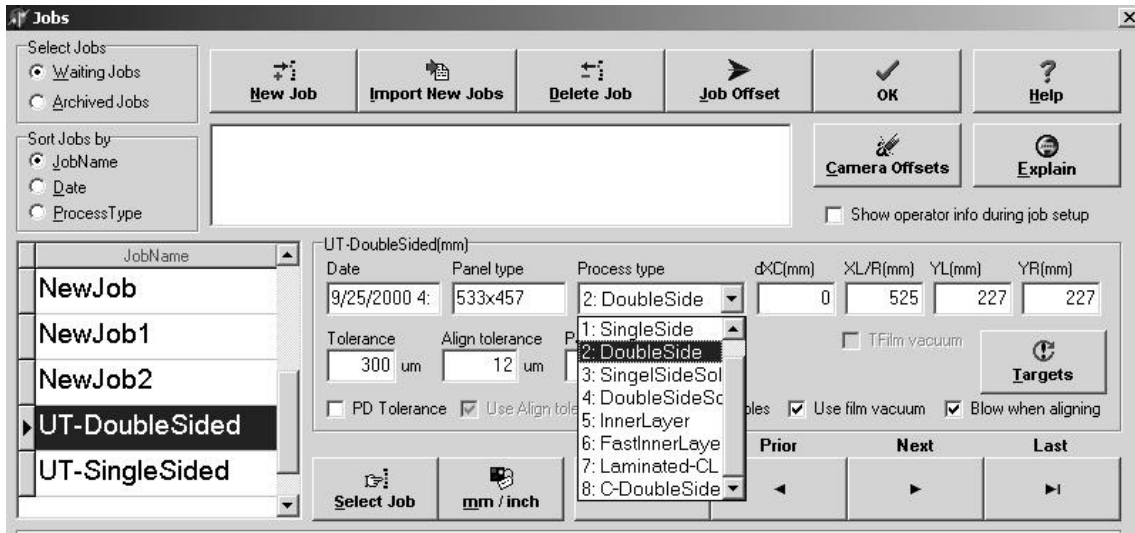 Jobs
Select Jobs
Waiting Jobs
Archived Jobs
New Job
Import New Jobs
Delete Job
Job Offset
OK
Help
Sort Jobs by
JobName
Date
ProcessType
Camera Offsets
Explain
Show operator info during job setup
JobName
NewJob
NewJob1
NewJob2
UT-DoubleSided
UT-SingleSided
UT-DoubleSided(mm)
Date Panel type Process type dXC(mm) XL/R(mm) YL(mm) YR(mm)
9/25/2000 4: 533x457 2: DoubleSide 0 525 227 227
1: SingleSide
2: DoubleSide
3: SingelSideSol
4: DoubleSideSc
5: InnerLayer
6: FastInnerLaye
7: Laminated-CL
8: C-DoubleSide
Tolerance Align tolerance P
300 um 12 um
TFilm vacuum
Targets
PD Tolerance Use Align tole bles Use film vacuum Blow when aligning
Prior Next Last
Select Job mm / inch